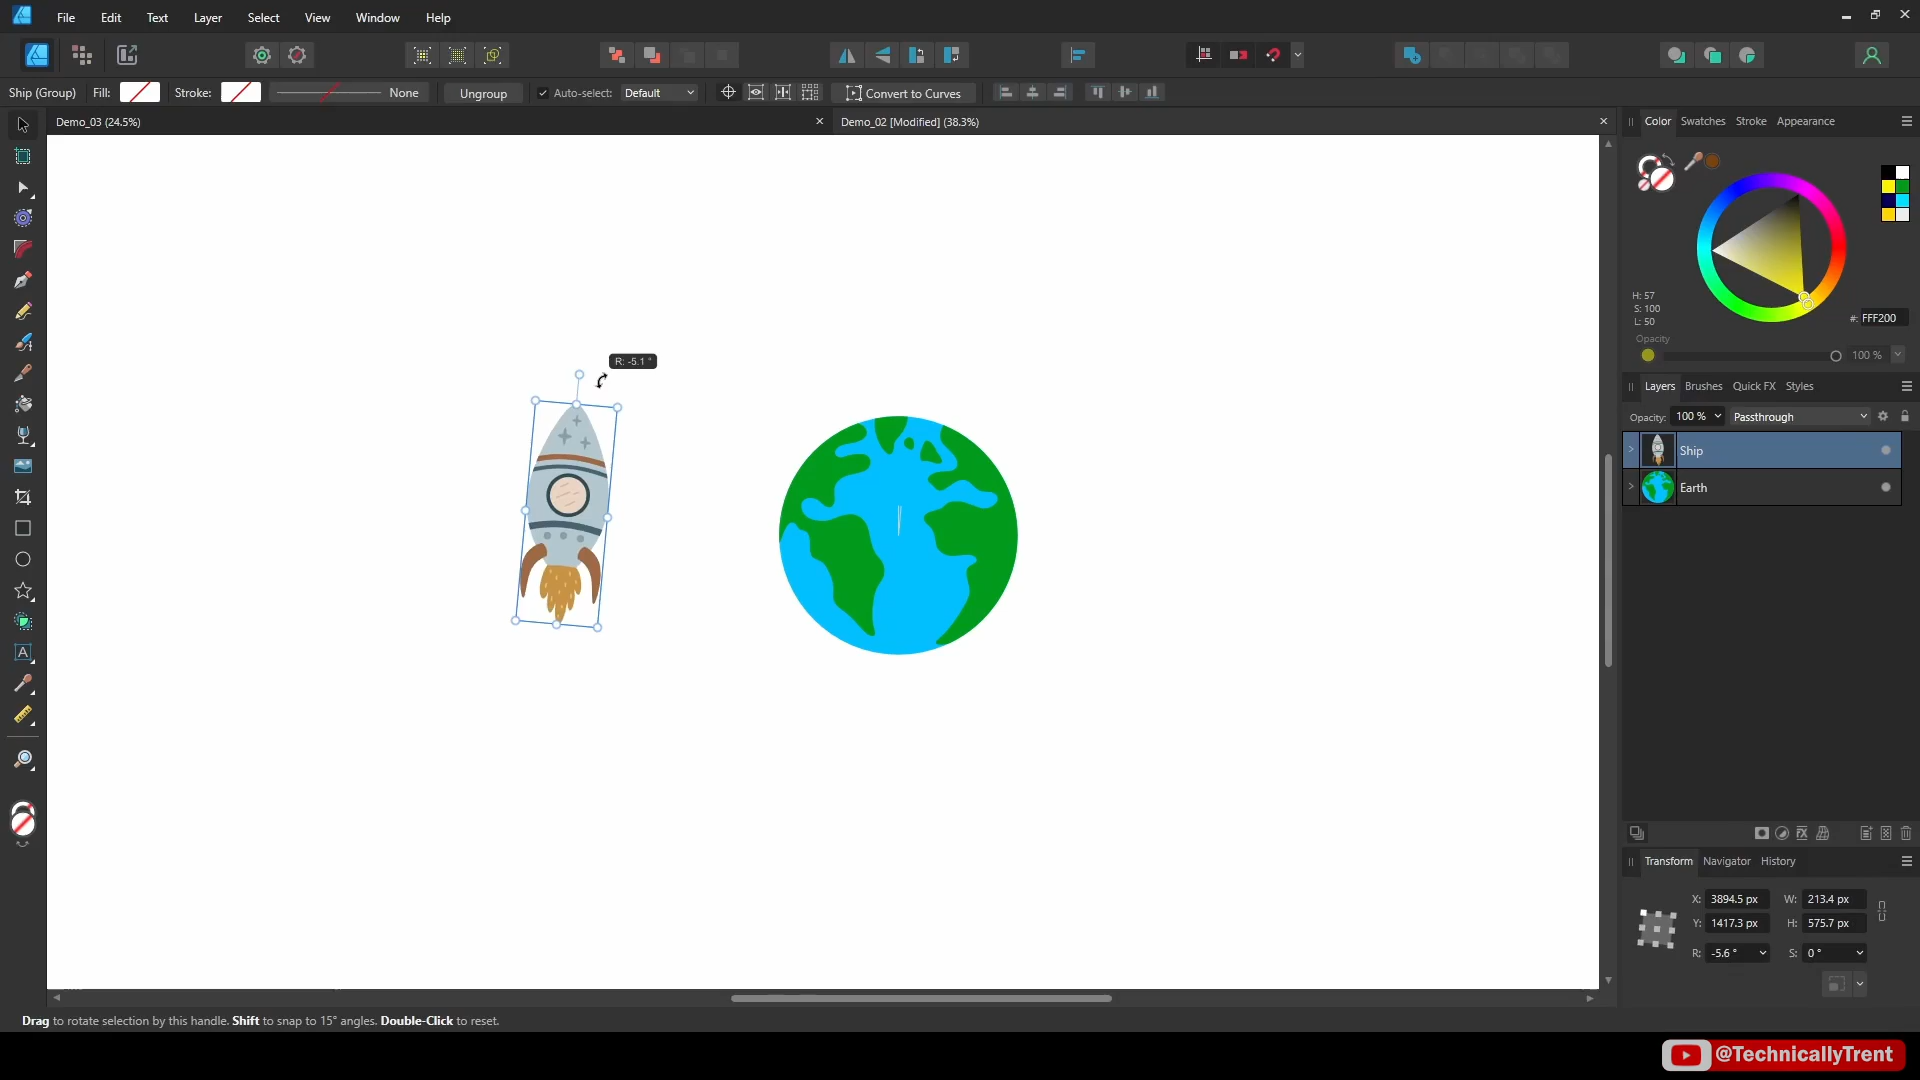 File Edit Text Layer Select View Window Help
Ship (Group) Fill: Stroke: None Ungroup Auto-select: Default Convert to Curves
Demo_03 (24.5%) Demo_02 [Modified] (38.3%)
Color Swatches Stroke Appearance
H: 57
S: 100
L: 50
#: FFF200
Opacity
100 %
R: -5.1 °
Layers Brushes Quick FX Styles
Opacity: 100 % Passthrough
Ship
Earth
Transform Navigator History
X: 3894.5 px W: 213.4 px
Y: 1417.3 px H: 575.7 px
R: -5.6 ° S: 0 °
Drag to rotate selection by this handle. Shift to snap to 15° angles. Double-Click to reset.
@TechnicallyTrent